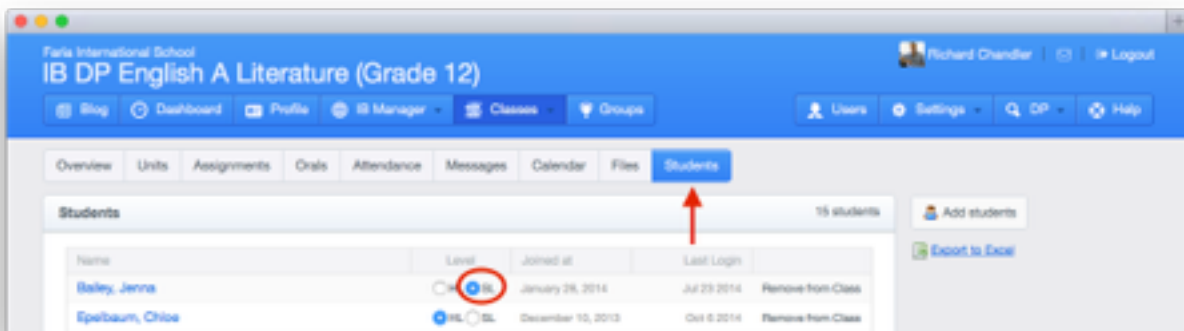 Faria International School
IB DP English A Literature (Grade 12)
Richard Chandler Logout
Blog Dashboard Profile IB Manager Classes Groups Users Settings DP Help
Overview Units Assignments Orals Attendance Messages Calendar Files Students
Students 15 students Add students
Export to Excel
Name Level Joined at Last Login
Bailey, Jenna SL January 28, 2014 Jul 23 2014 Remove from Class
Epelbaum, Chloe HL SL December 10, 2013 Oct 6 2014 Remove from Class